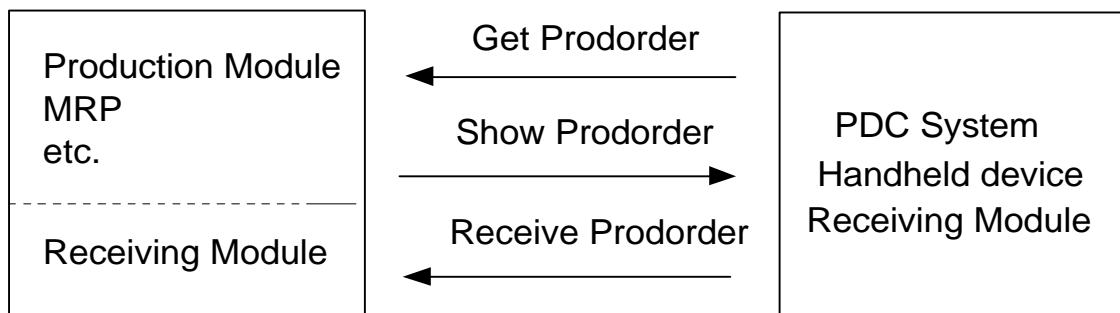 Production Module
MRP
etc.
Receiving Module
Get Prodorder
Show Prodorder
Receive Prodorder
PDC System
Handheld device
Receiving Module